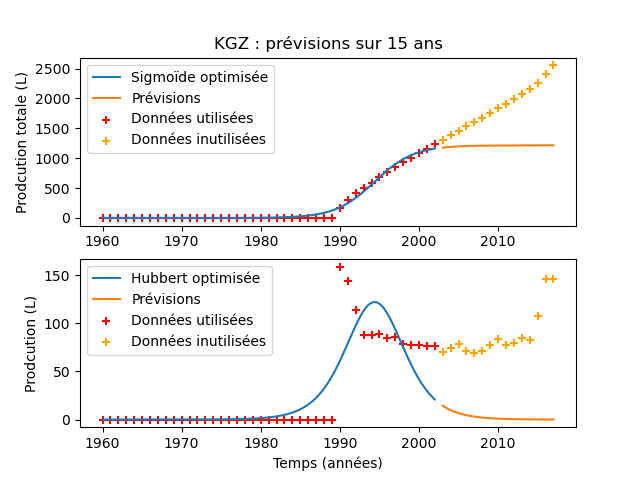 KGZ : prévisions sur 15 ans
Prodcution totale (L)
2500
2000
1500
1000
500
0
Sigmoïde optimisée
Prévisions
Données utilisées
Données inutilisées
1960 1970 1980 1990 2000 2010
Prodcution (L)
150
100
50
0
Hubbert optimisée
Prévisions
Données utilisées
Données inutilisées
1960 1970 1980 1990 2000 2010
Temps (années)